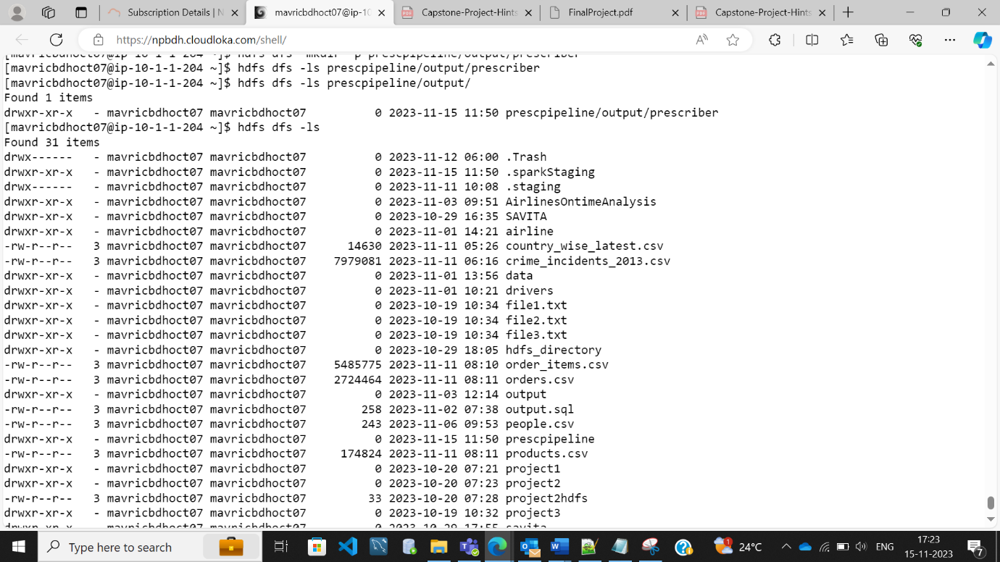 Subscription Details | N
mavricbdhoct07@ip-10
Capstone-Project-Hints
FinalProject.pdf
Capstone-Project-Hints
https://npbdh.cloudloka.com/shell/
[mavricbdhoct07@ip-10-1-1-204 ~]$ hdfs dfs -mkdir -p prescpipeline/output/prescriber
[mavricbdhoct07@ip-10-1-1-204 ~]$ hdfs dfs -ls prescpipeline/output/prescriber
[mavricbdhoct07@ip-10-1-1-204 ~]$ hdfs dfs -ls prescpipeline/output/
Found 1 items
drwxr-xr-x - mavricbdhoct07 mavricbdhoct07 0 2023-11-15 11:50 prescpipeline/output/prescriber
[mavricbdhoct07@ip-10-1-1-204 ~]$ hdfs dfs -ls
Found 31 items
drwx------ - mavricbdhoct07 mavricbdhoct07 0 2023-11-12 06:00 .Trash
drwxr-xr-x - mavricbdhoct07 mavricbdhoct07 0 2023-11-15 11:50 .sparkStaging
drwx------ - mavricbdhoct07 mavricbdhoct07 0 2023-11-11 10:08 .staging
drwxr-xr-x - mavricbdhoct07 mavricbdhoct07 0 2023-11-03 09:51 AirlinesOntimeAnalysis
drwxr-xr-x - mavricbdhoct07 mavricbdhoct07 0 2023-10-29 16:35 SAVITA
drwxr-xr-x - mavricbdhoct07 mavricbdhoct07 0 2023-11-01 14:21 airline
-rw-r--r-- 3 mavricbdhoct07 mavricbdhoct07 14630 2023-11-11 05:26 country_wise_latest.csv
-rw-r--r-- 3 mavricbdhoct07 mavricbdhoct07 7979081 2023-11-11 06:16 crime_incidents_2013.csv
drwxr-xr-x - mavricbdhoct07 mavricbdhoct07 0 2023-11-01 13:56 data
drwxr-xr-x - mavricbdhoct07 mavricbdhoct07 0 2023-11-01 10:21 drivers
drwxr-xr-x - mavricbdhoct07 mavricbdhoct07 0 2023-10-19 10:34 file1.txt
drwxr-xr-x - mavricbdhoct07 mavricbdhoct07 0 2023-10-19 10:34 file2.txt
drwxr-xr-x - mavricbdhoct07 mavricbdhoct07 0 2023-10-19 10:34 file3.txt
drwxr-xr-x - mavricbdhoct07 mavricbdhoct07 0 2023-10-29 18:05 hdfs_directory
-rw-r--r-- 3 mavricbdhoct07 mavricbdhoct07 5485775 2023-11-11 08:10 order_items.csv
-rw-r--r-- 3 mavricbdhoct07 mavricbdhoct07 2724464 2023-11-11 08:11 orders.csv
drwxr-xr-x - mavricbdhoct07 mavricbdhoct07 0 2023-11-03 12:14 output
-rw-r--r-- 3 mavricbdhoct07 mavricbdhoct07 258 2023-11-02 07:38 output.sql
-rw-r--r-- 3 mavricbdhoct07 mavricbdhoct07 243 2023-11-06 09:53 people.csv
drwxr-xr-x - mavricbdhoct07 mavricbdhoct07 0 2023-11-15 11:50 prescpipeline
-rw-r--r-- 3 mavricbdhoct07 mavricbdhoct07 174824 2023-11-11 08:11 products.csv
drwxr-xr-x - mavricbdhoct07 mavricbdhoct07 0 2023-10-20 07:21 project1
drwxr-xr-x - mavricbdhoct07 mavricbdhoct07 0 2023-10-20 07:23 project2
-rw-r--r-- 3 mavricbdhoct07 mavricbdhoct07 33 2023-10-20 07:28 project2hdfs
drwxr-xr-x - mavricbdhoct07 mavricbdhoct07 0 2023-10-19 10:32 project3
drwxr-xr-x - mavricbdhoct07 mavricbdhoct07 0 2023-10-29 17:55 savita
Type here to search
1
24°C
ENG
17:23
15-11-2023
7